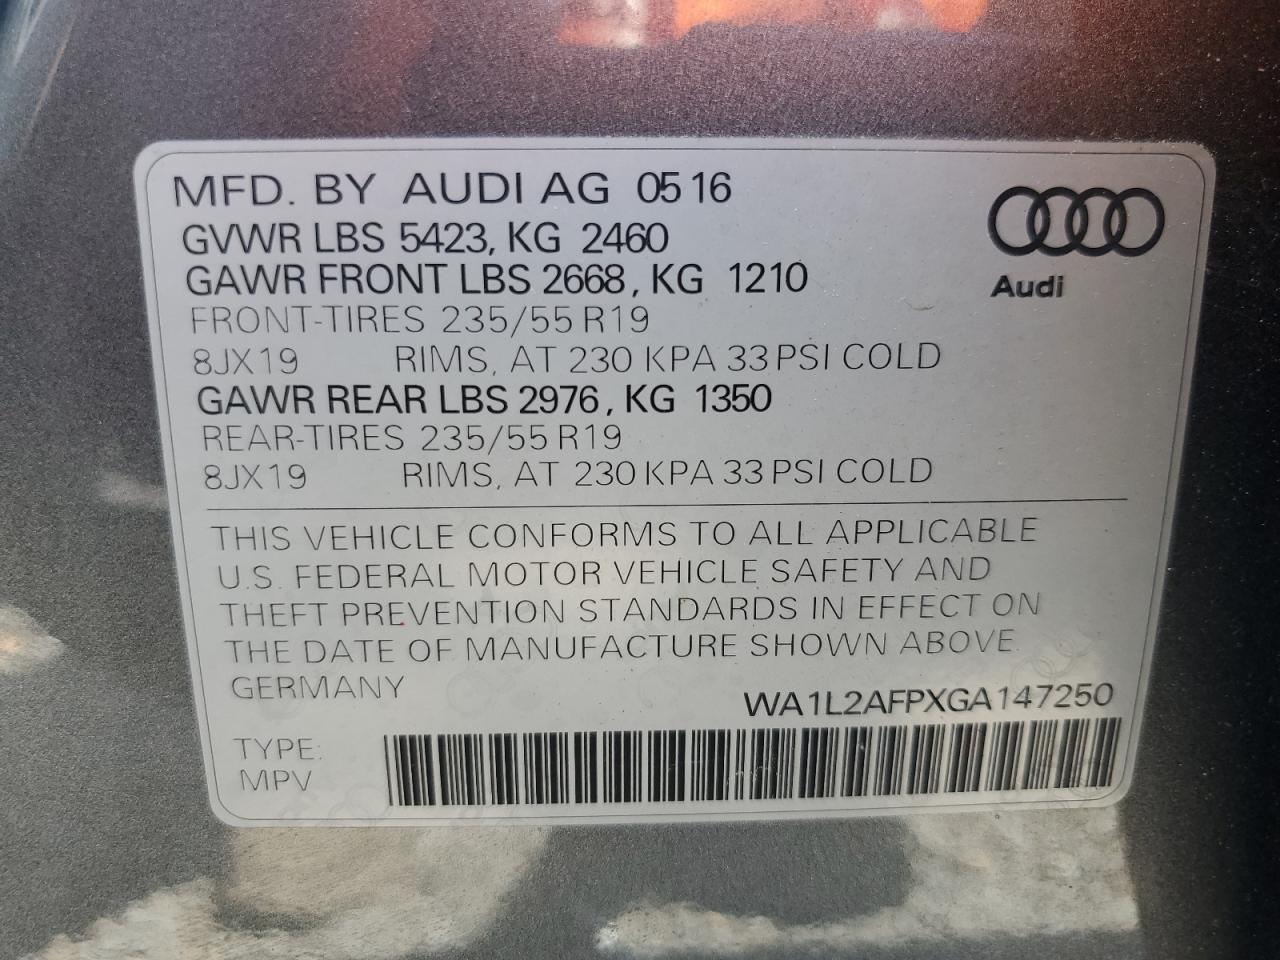 MFD. BY AUDI AG 05 16
GVWR LBS 5423, KG 2460
GAWR FRONT LBS 2668, KG 1210
Audi
FRONT-TIRES 235/55 R19
8JX19 RIMS, AT 230 KPA 33 PSI COLD
GAWR REAR LBS 2976, KG 1350
REAR-TIRES 235/55 R19
8JX19 RIMS, AT 230 KPA 33 PSI COLD
THIS VEHICLE CONFORMS TO ALL APPLICABLE
U.S. FEDERAL MOTOR VEHICLE SAFETY AND
THEFT PREVENTION STANDARDS IN EFFECT ON
THE DATE OF MANUFACTURE SHOWN ABOVE.
GERMANY
WA1L2AFPXGA147250
TYPE:
MPV